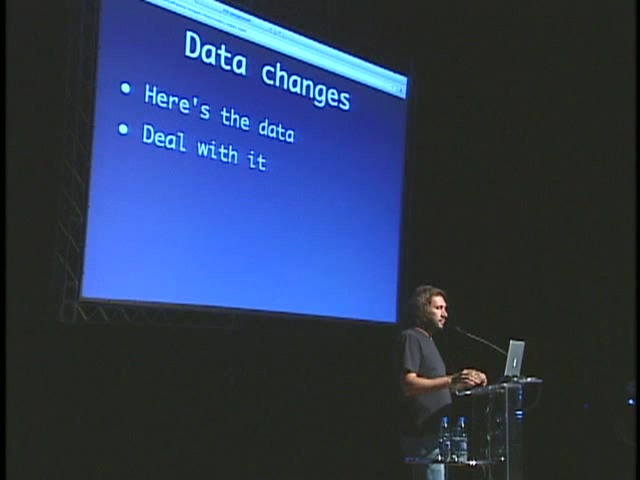 Data changes
Here's the data
Deal with it